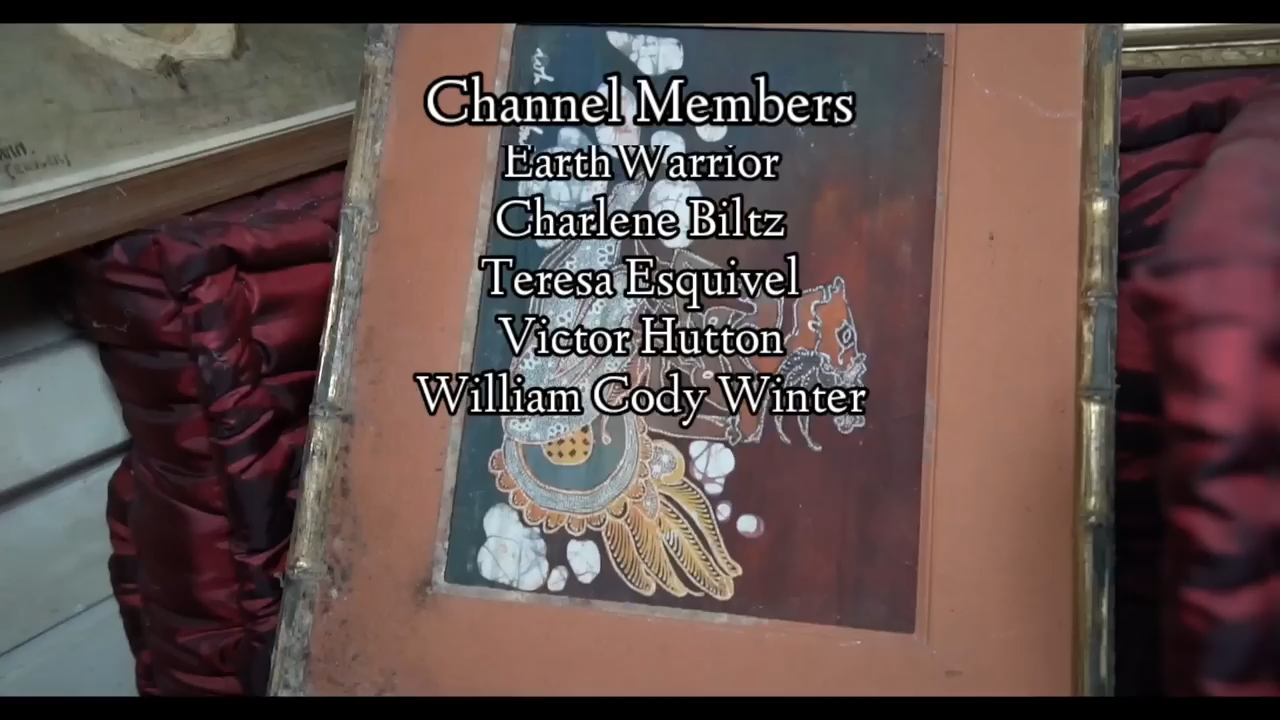 Channel Members
Earth Warrior
Charlene Biltz
Teresa Esquivel
Victor Hutton
William Cody Winter